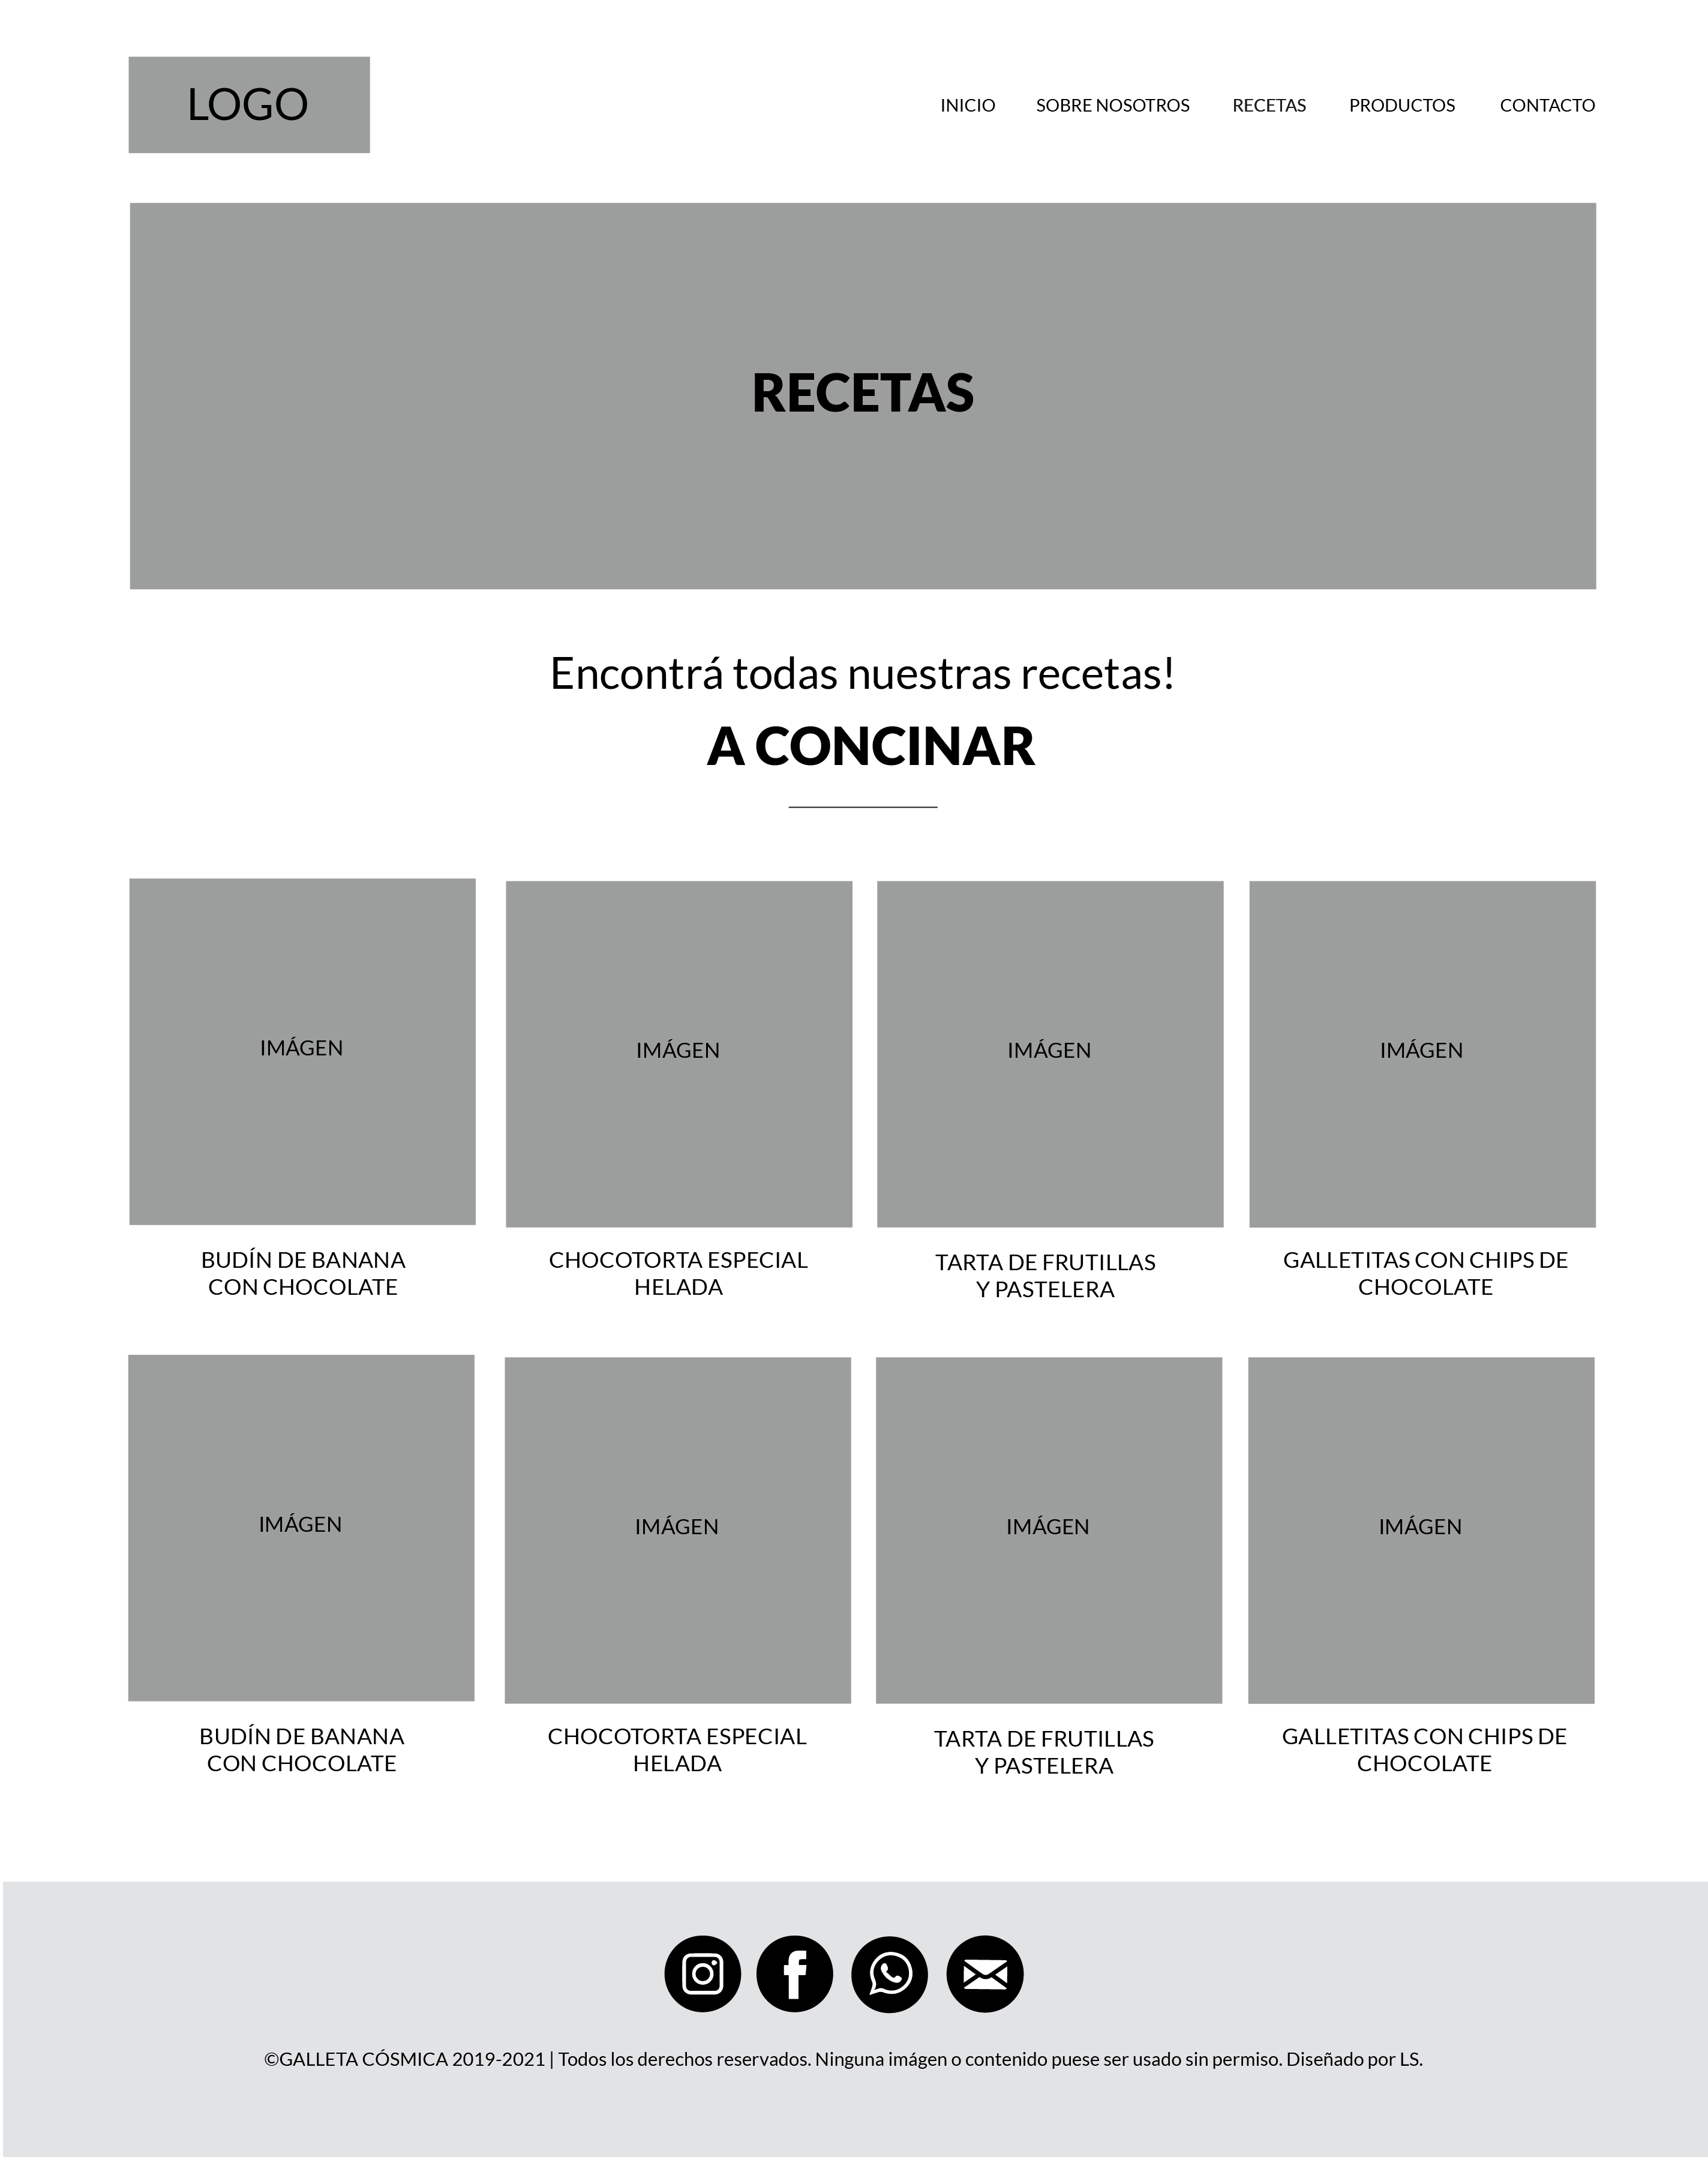 LOGO
INICIO SOBRE NOSOTROS RECETAS PRODUCTOS CONTACTO
RECETAS
Encontrá todas nuestras recetas!
A CONCINAR
IMÁGEN IMÁGEN IMÁGEN IMÁGEN
BUDÍN DE BANANA
CON CHOCOLATE
CHOCOTORTA ESPECIAL
HELADA
TARTA DE FRUTILLAS
Y PASTELERA
GALLETITAS CON CHIPS DE
CHOCOLATE
IMÁGEN IMÁGEN IMÁGEN IMÁGEN
BUDÍN DE BANANA
CON CHOCOLATE
CHOCOTORTA ESPECIAL
HELADA
TARTA DE FRUTILLAS
Y PASTELERA
GALLETITAS CON CHIPS DE
CHOCOLATE
©GALLETA CÓSMICA 2019-2021 | Todos los derechos reservados. Ninguna imágen o contenido puese ser usado sin permiso. Diseñado por LS.